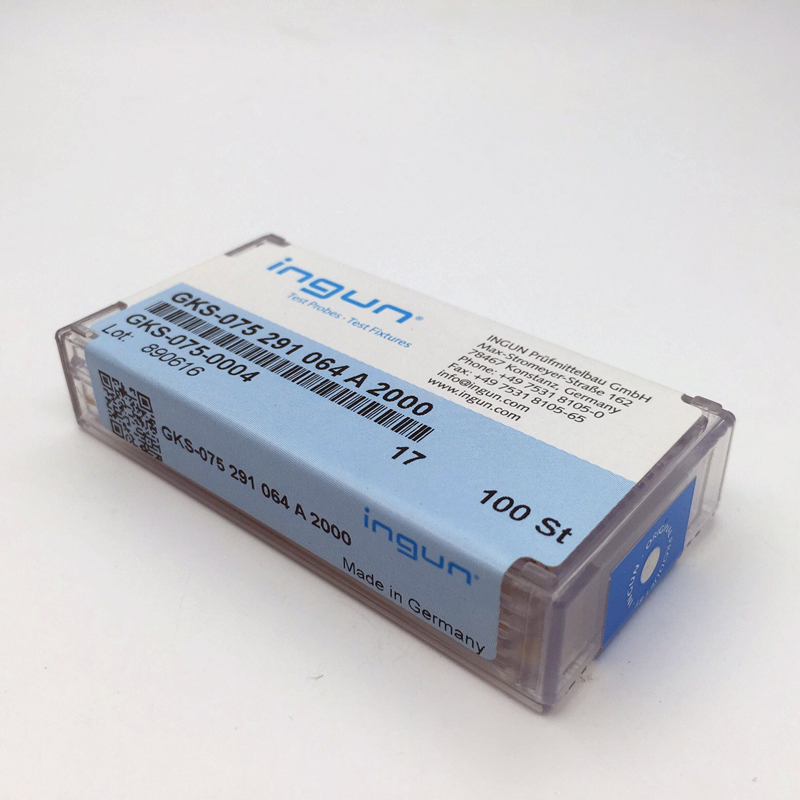 ingun®
Test Probes · Test Fixtures
INGUN Prüfmittelbau GmbH
Max-Stromeyer-Straße 162
78467 Konstanz, Germany
Phone: +49 7531 8105-0
Fax: +49 7531 8105-65
info@ingun.com
www.ingun.com
GKS-075 291 064 A 2000
GKS-075-0004
Lot: 890616
17
100 St
GKS-075 291 064 A 2000
ingun®
Made in Germany
INGUN · ORIGINAL